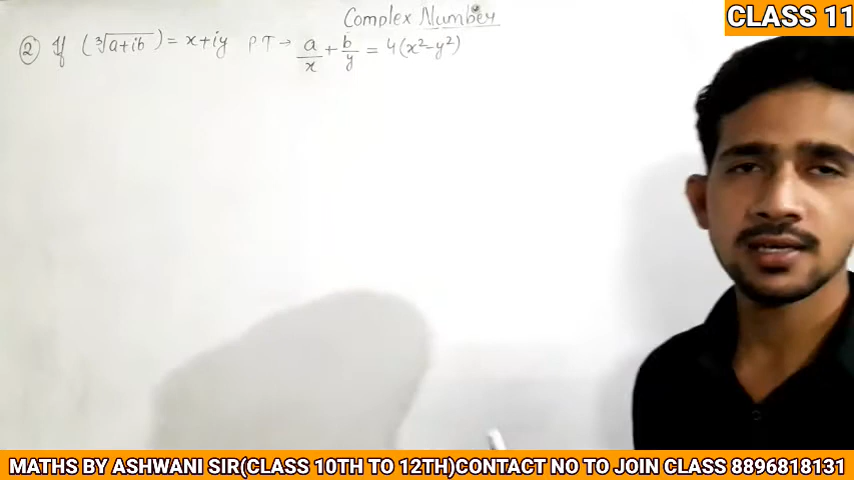 CLASS 11
Complex Number
② If (∛a+ib) = x+iy P T → a/x + b/y = 4(x²-y²)
MATHS BY ASHWANI SIR(CLASS 10TH TO 12TH)CONTACT NO TO JOIN CLASS 8896818131